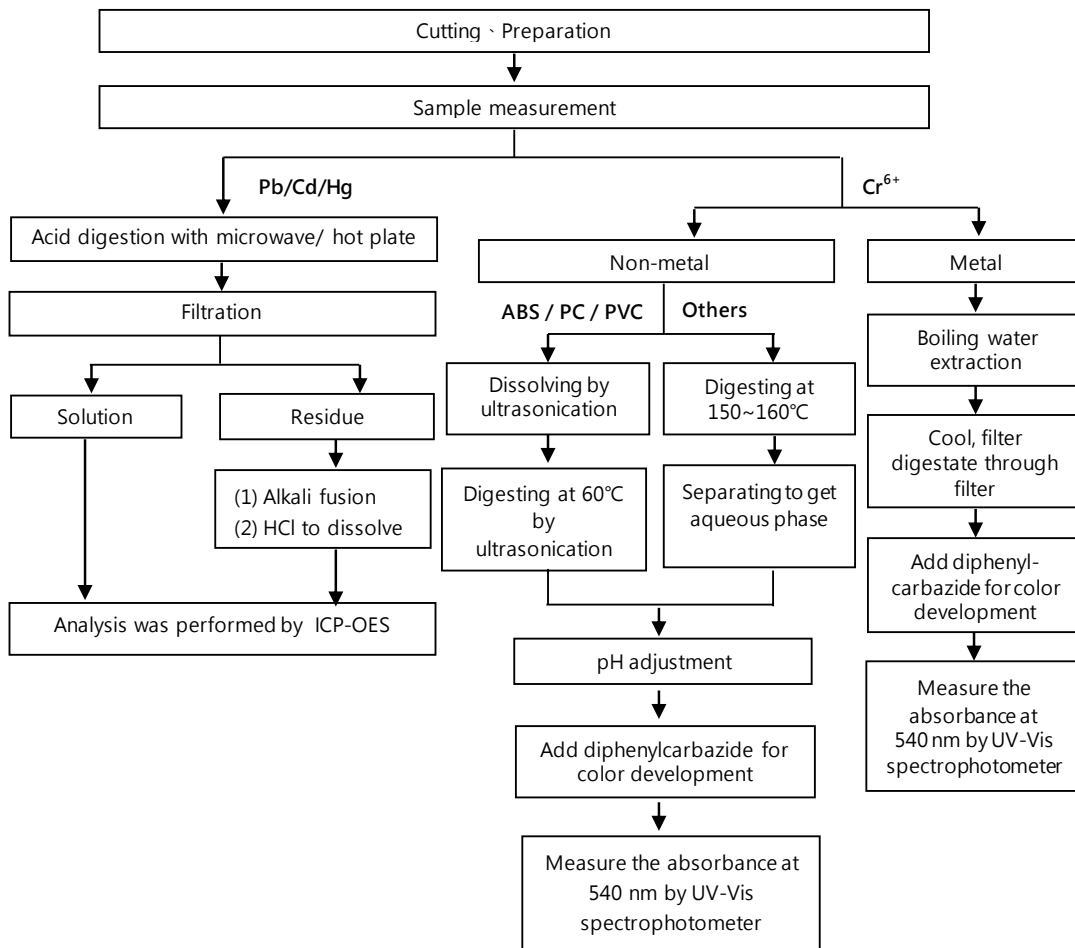 Cutting、Preparation
Sample measurement
Pb/Cd/Hg
Cr⁶⁺
Acid digestion with microwave/ hot plate
Filtration
Solution
Residue
(1) Alkali fusion
(2) HCl to dissolve
Analysis was performed by ICP-OES
Non-metal
ABS / PC / PVC
Others
Dissolving by
ultrasonication
Digesting at
150~160℃
Digesting at 60℃
by
ultrasonication
Separating to get
aqueous phase
pH adjustment
Add diphenylcarbazide for
color development
Measure the absorbance at
540 nm by UV-Vis
spectrophotometer
Metal
Boiling water
extraction
Cool, filter
digestate through
filter
Add diphenyl-
carbazide for color
development
Measure the
absorbance at
540 nm by UV-Vis
spectrophotometer